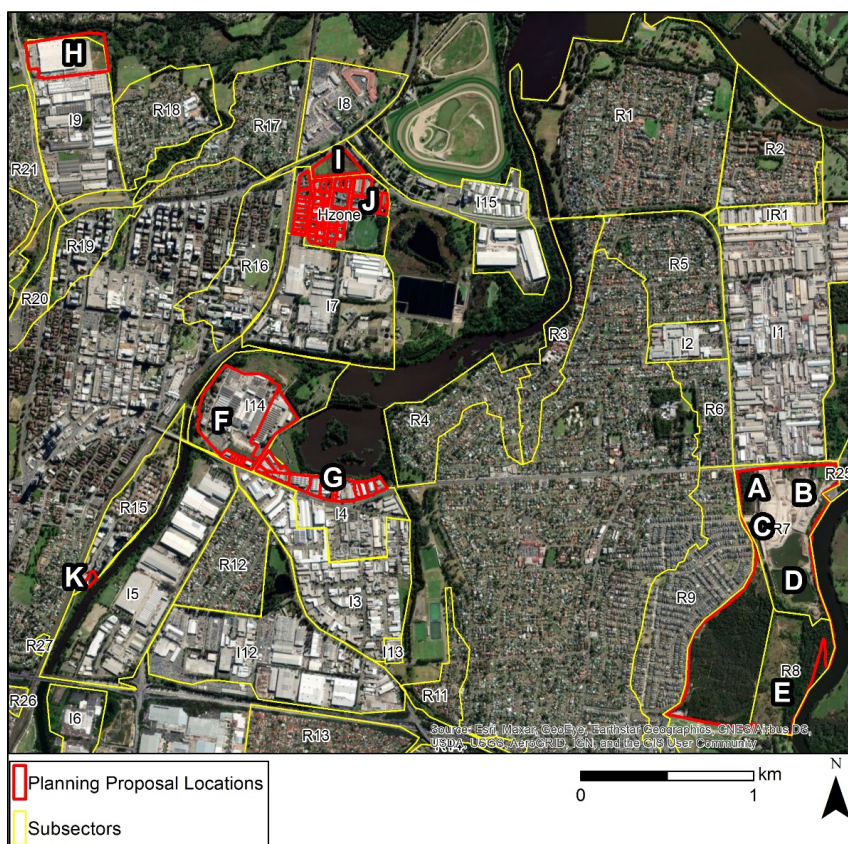 H
I9
R18
R17
I8
R21
R1
R2
I
J
Hzone
I15
IR1
R19
R16
R20
I7
R5
R3
I2
I1
R6
F
I14
R4
G
I4
R25
A
B
C
R7
R15
R12
D
K
I5
I3
R9
R27
I12
I13
R8
E
R26
I6
R11
R13
Source: Esri, Maxar, GeoEye, Earthstar Geographics, CNES/Airbus DS,
USDA, USGS, AeroGRID, IGN, and the GIS User Community
Planning Proposal Locations
Subsectors
km
0
1
N